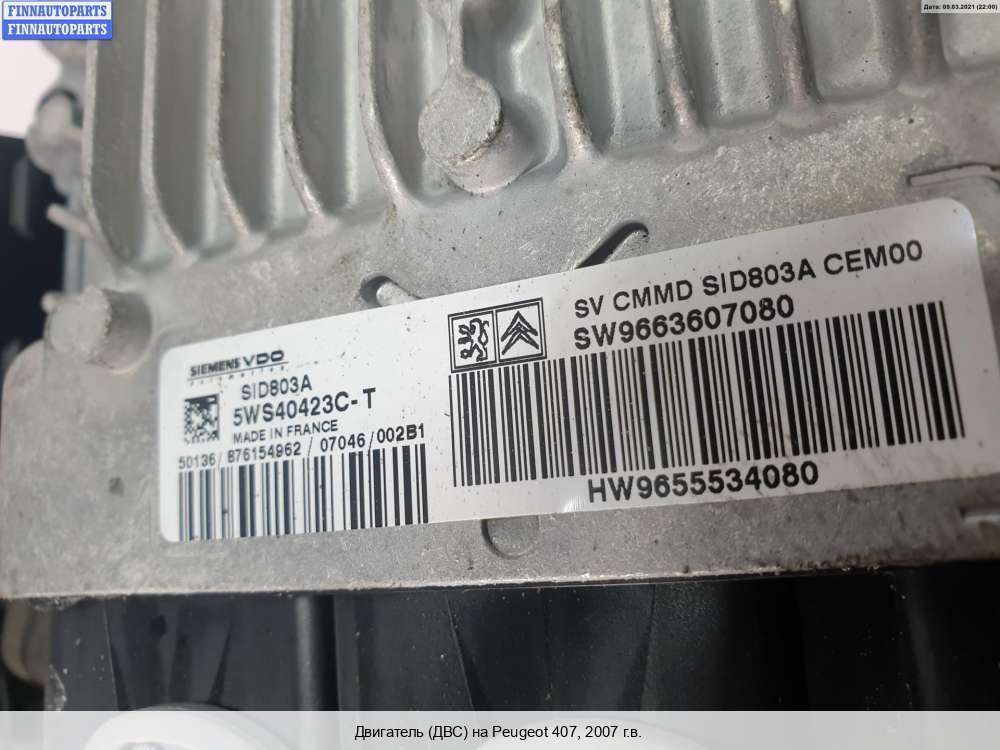 FINNAUTOPARTS
FINNAUTOPARTS
Дата: 09.03.2021 (22:00)
SV CMMD SID803A CEM00
SW9663607080
HW9655534080
SIEMENS VDO
Automotive
SID803A
5WS40423C-T
MADE IN FRANCE
50136/876154962/07046/002B1
Двигатель (ДВС) на Peugeot 407, 2007 г.в.